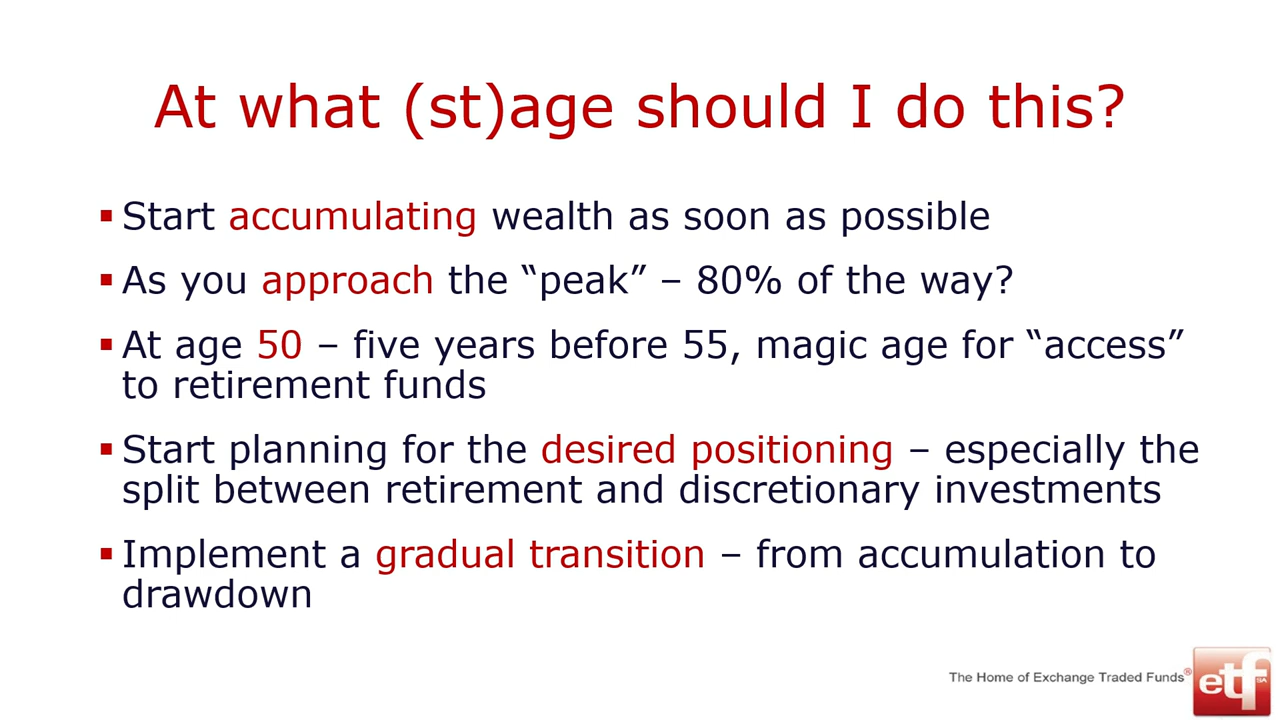 At what (st)age should I do this?
▪ Start accumulating wealth as soon as possible
▪ As you approach the “peak” – 80% of the way?
▪ At age 50 – five years before 55, magic age for “access”
to retirement funds
▪ Start planning for the desired positioning – especially the
split between retirement and discretionary investments
▪ Implement a gradual transition – from accumulation to
drawdown
The Home of Exchange Traded Funds®
etfSA